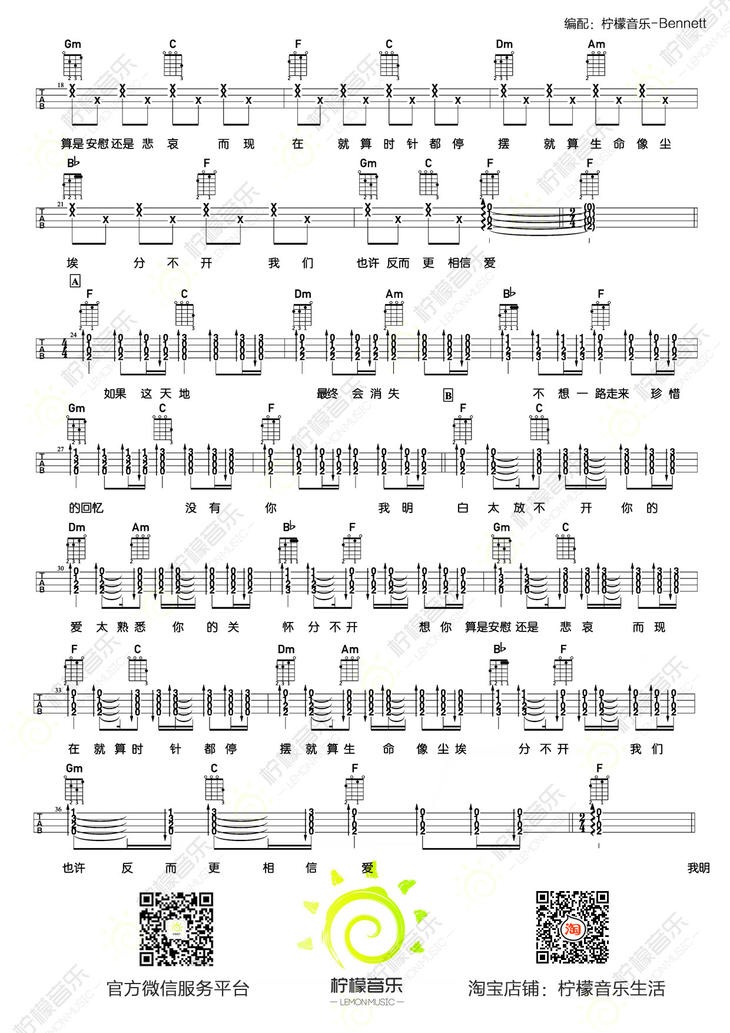 编配：柠檬音乐-Bennett
Gm C F C Dm Am
18
算是安慰还是悲哀 而现 在 就算时针都停 摆 就算生命像尘
B♭ F Gm C F F
21
埃 分不开 我们 也许反而更相信爱
A
F C Dm Am B♭ F
24
如果这天地 最终会消失 B 不想一路走来珍惜
Gm F F C
27
的回忆 没有你 我明白太放不开你的
Dm Am B♭ F Gm C
30
爱太熟悉你的关 怀分不开 想你算是安慰还是悲哀 而现
F C Dm Am B♭ F
33
在就算时针都停 摆就算生命像尘埃 分不开 我们
Gm C F F
36
也许反而更相信爱 我明
柠檬音乐
LEMON MUSIC
官方微信服务平台
淘
淘宝店铺：柠檬音乐生活